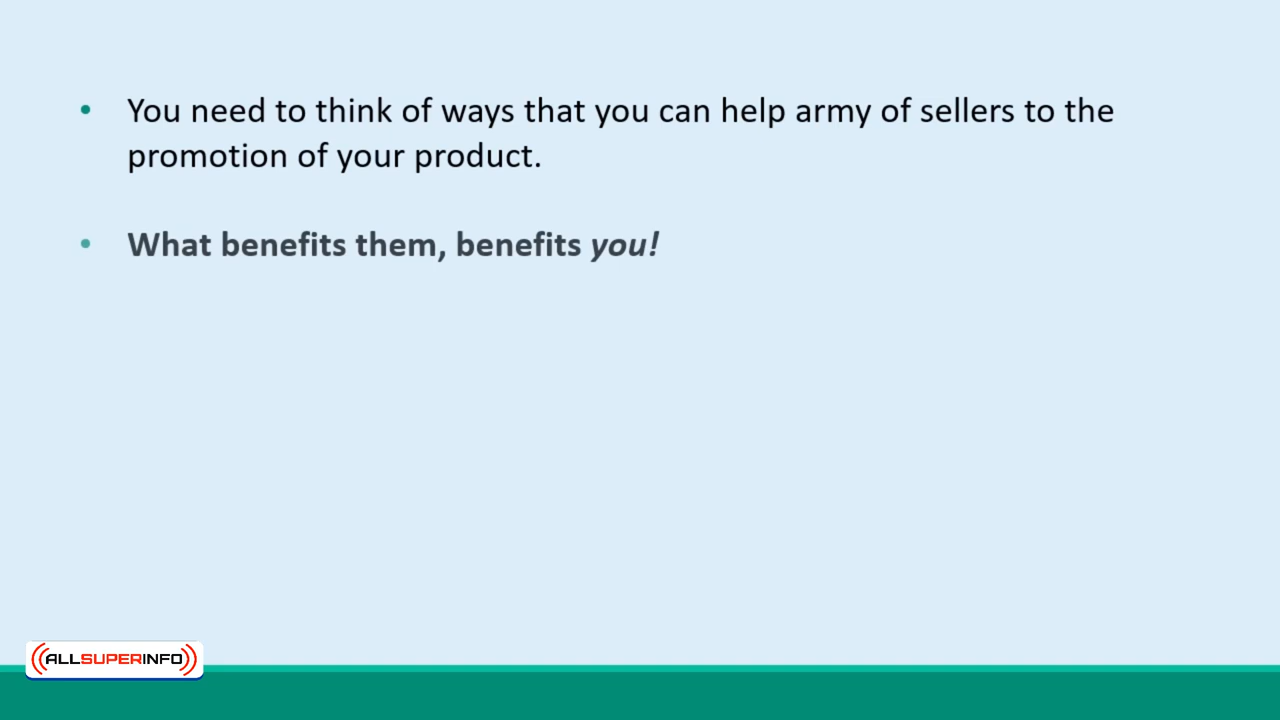 • You need to think of ways that you can help army of sellers to the
promotion of your product.
• What benefits them, benefits you!
((ALLSUPERINFO))